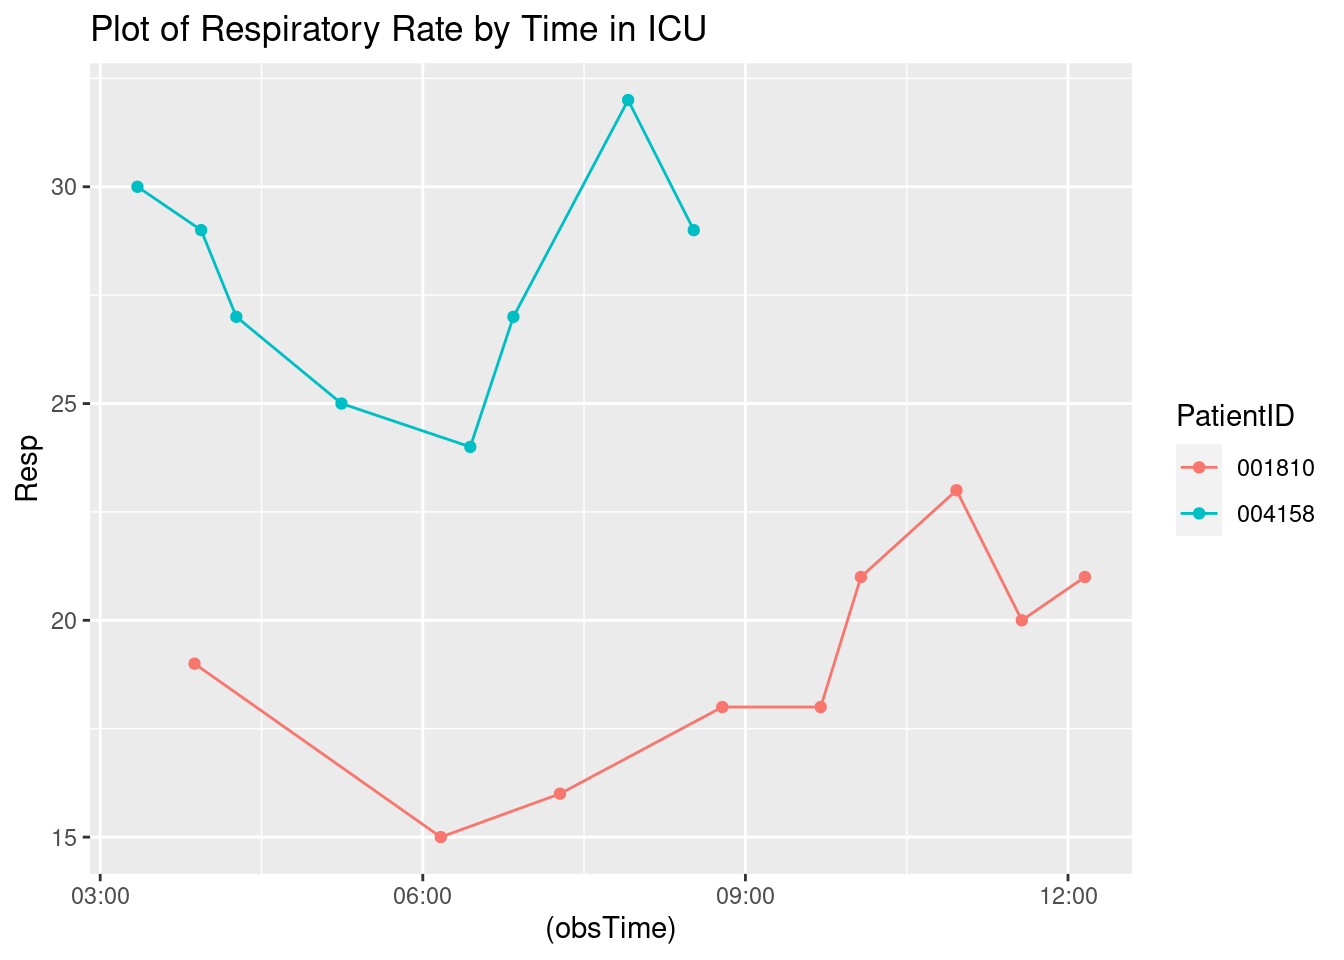 Plot of Respiratory Rate by Time in ICU
Resp
30
25
20
15
03:00 06:00 09:00 12:00
(obsTime)
PatientID
001810
004158